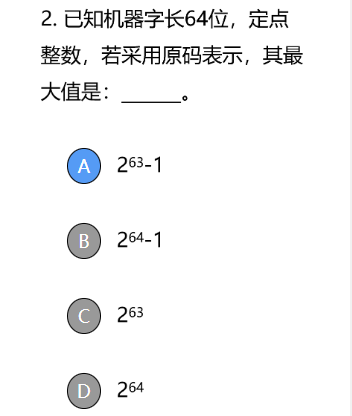 2. 已知机器字长64位，定点
整数，若采用原码表示，其最
大值是：______。
A 2⁶³-1
B 2⁶⁴-1
C 2⁶³
D 2⁶⁴